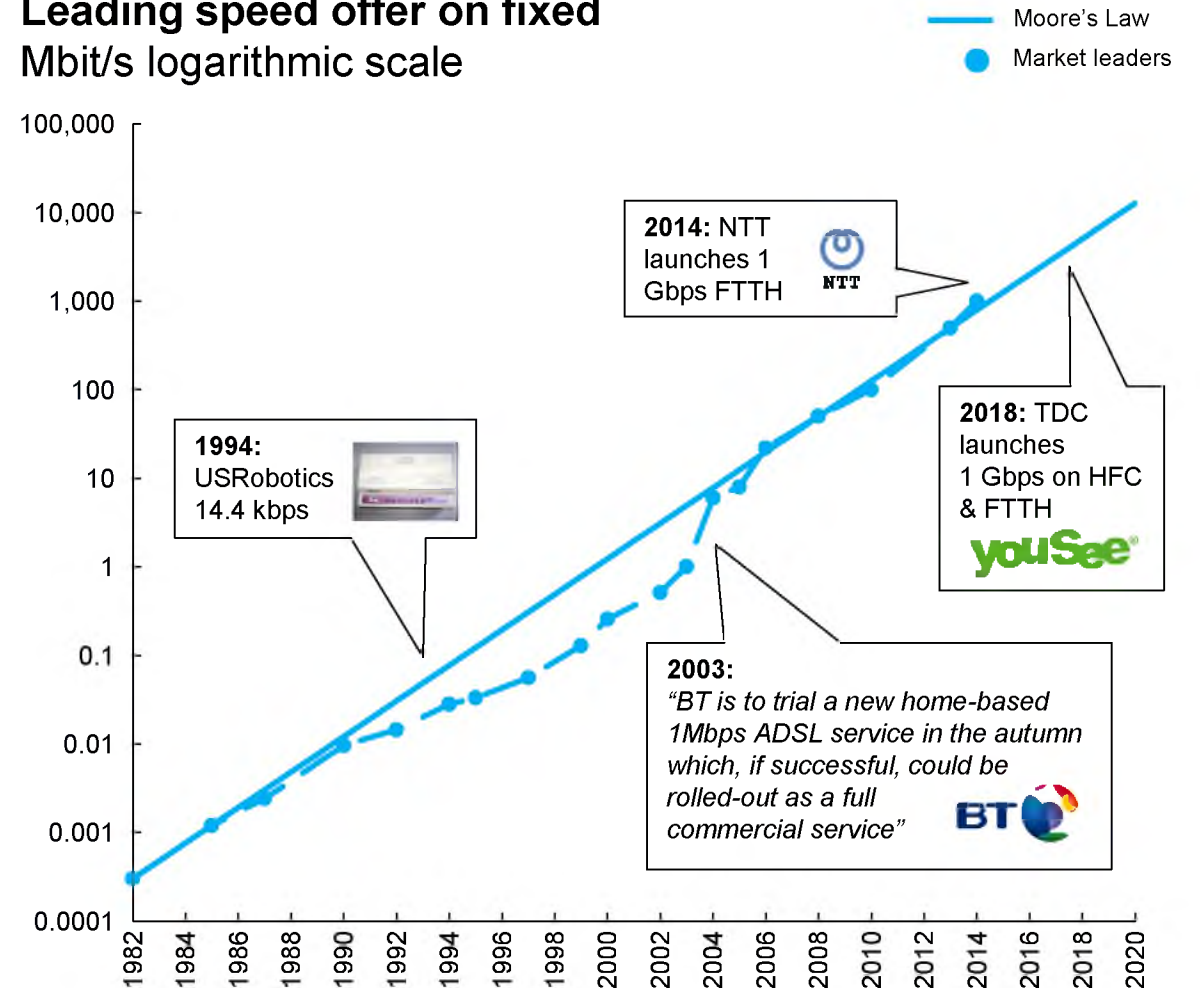 Leading speed offer on fixed
Mbit/s logarithmic scale
Moore's Law
Market leaders
100,000
10,000
1,000
100
10
1
0.1
0.01
0.001
0.0001
2014: NTT
launches 1
Gbps FTTH
NTT
1994:
USRobotics
14.4 kbps
2018: TDC
launches
1 Gbps on HFC
& FTTH
youSee®
2003:
“BT is to trial a new home-based
1Mbps ADSL service in the autumn
which, if successful, could be
rolled-out as a full
commercial service”
BT
1982
1984
1986
1988
1990
1992
1994
1996
1998
2000
2002
2004
2006
2008
2010
2012
2014
2016
2018
2020